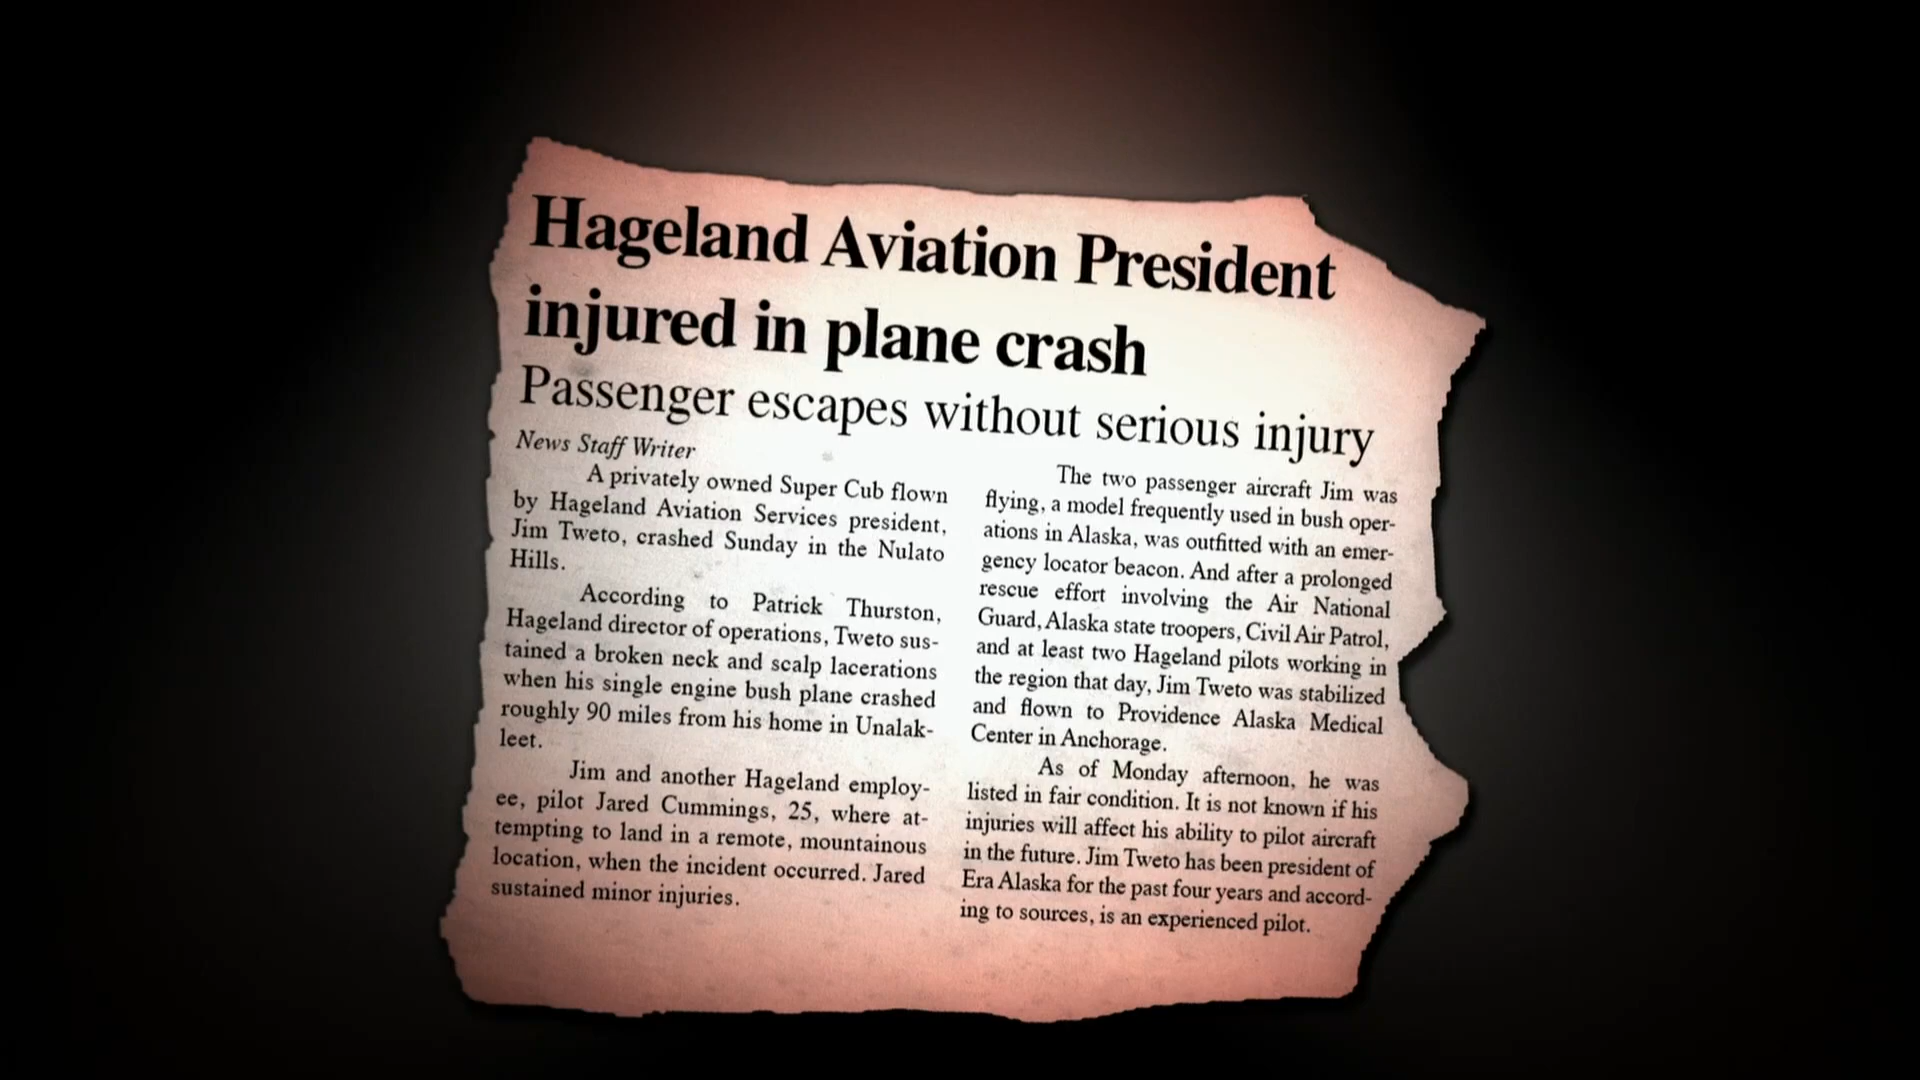 Hageland Aviation President
injured in plane crash
Passenger escapes without serious injury
News Staff Writer
A privately owned Super Cub flown
by Hageland Aviation Services president,
Jim Tweto, crashed Sunday in the Nulato
Hills.
According to Patrick Thurston,
Hageland director of operations, Tweto sus-
tained a broken neck and scalp lacerations
when his single engine bush plane crashed
roughly 90 miles from his home in Unalak-
leet.
Jim and another Hageland employ-
ee, pilot Jared Cummings, 25, where at-
tempting to land in a remote, mountainous
location, when the incident occurred. Jared
sustained minor injuries.
The two passenger aircraft Jim was
flying, a model frequently used in bush oper-
ations in Alaska, was outfitted with an emer-
gency locator beacon. And after a prolonged
rescue effort involving the Air National
Guard, Alaska state troopers, Civil Air Patrol,
and at least two Hageland pilots working in
the region that day, Jim Tweto was stabilized
and flown to Providence Alaska Medical
Center in Anchorage.
As of Monday afternoon, he was
listed in fair condition. It is not known if his
injuries will affect his ability to pilot aircraft
in the future. Jim Tweto has been president of
Era Alaska for the past four years and accord-
ing to sources, is an experienced pilot.